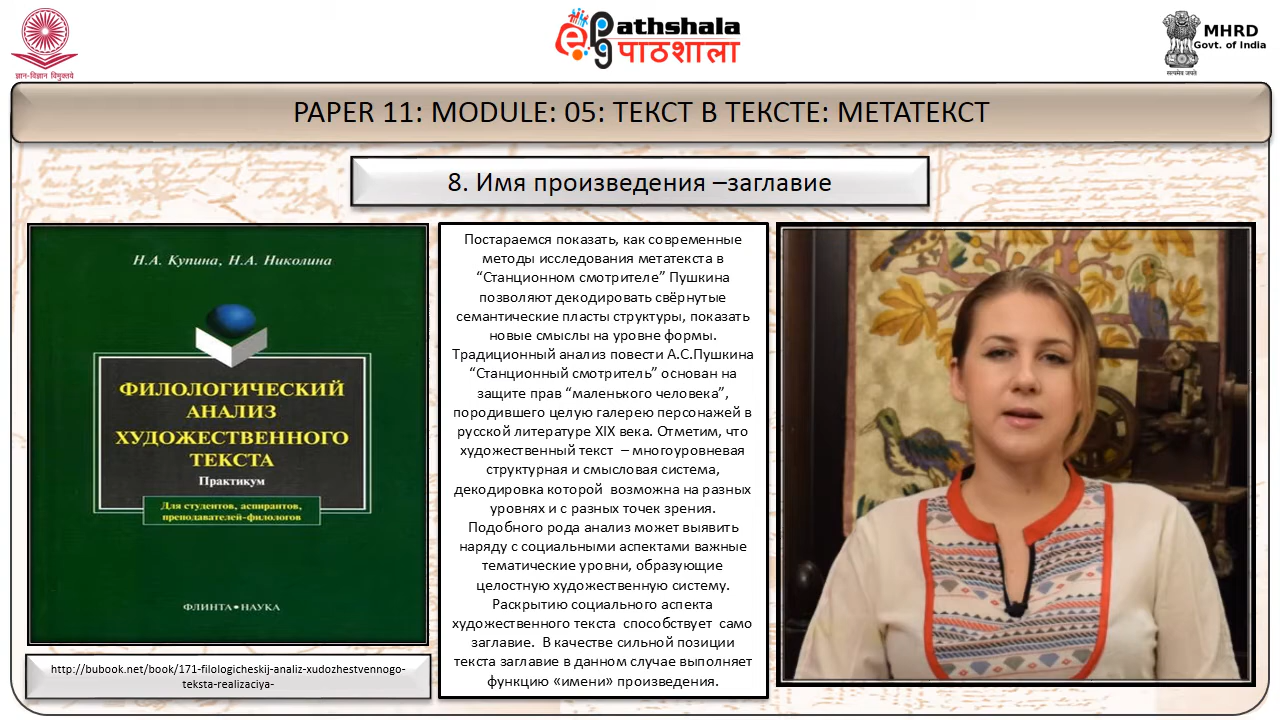 ज्ञान-विज्ञान विमुक्तये
ePathshala
पाठशाला
MHRD
Govt. of India
सत्यमेव जयते
PAPER 11: MODULE: 05: ТЕКСТ В ТЕКСТЕ: МЕТАТЕКСТ
8. Имя произведения –заглавие
Н.А. Купина, Н.А. Николина
ФИЛОЛОГИЧЕСКИЙ
АНАЛИЗ
ХУДОЖЕСТВЕННОГО
ТЕКСТА
Практикум
Для студентов, аспирантов,
преподавателей-филологов
ФЛИНТА•НАУКА
http://bubook.net/book/171-filologicheskij-analiz-xudozhestvennogo-
teksta-realizaciya-
Постараемся показать, как современные
методы исследования метатекста в
“Станционном смотрителе” Пушкина
позволяют декодировать свёрнутые
семантические пласты структуры, показать
новые смыслы на уровне формы.
Традиционный анализ повести А.С.Пушкина
“Станционный смотритель” основан на
защите прав “маленького человека”,
породившего целую галерею персонажей в
русской литературе XIX века. Отметим, что
художественный текст – многоуровневая
структурная и смысловая система,
декодировка которой возможна на разных
уровнях и с разных точек зрения.
Подобного рода анализ может выявить
наряду с социальными аспектами важные
тематические уровни, образующие
целостную художественную систему.
Раскрытию социального аспекта
художественного текста способствует само
заглавие. В качестве сильной позиции
текста заглавие в данном случае выполняет
функцию «имени» произведения.